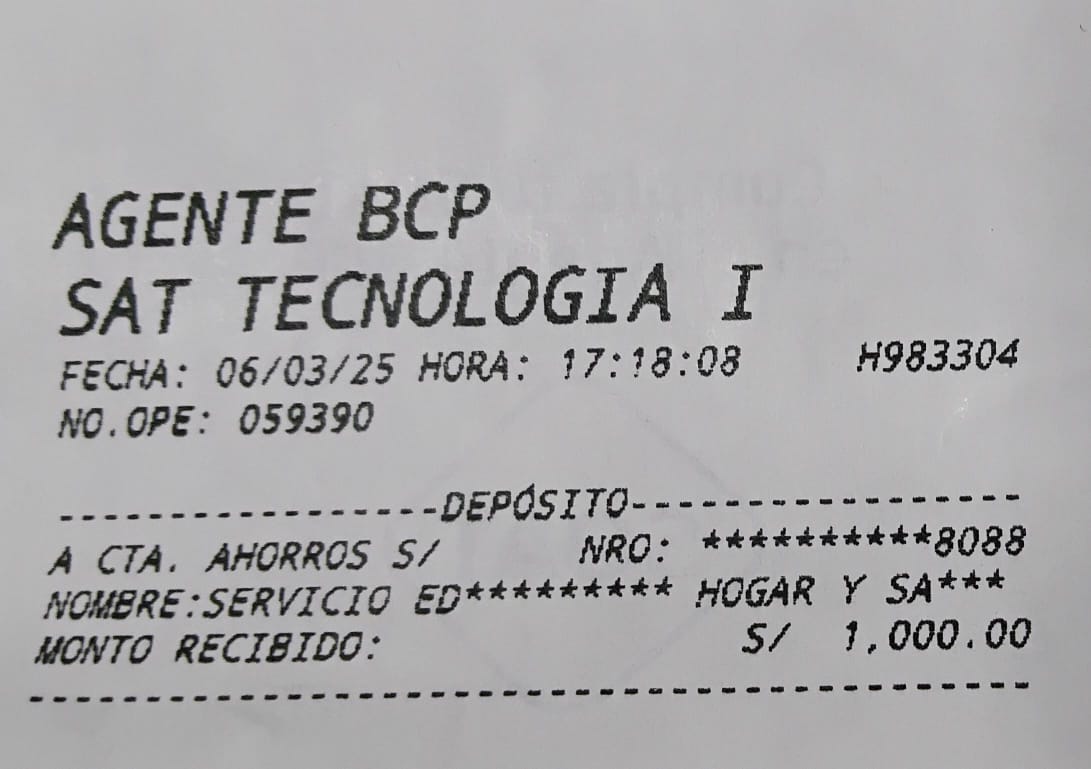 AGENTE BCP
SAT TECNOLOGIA I
FECHA: 06/03/25 HORA: 17:18:08 H983304
NO.OPE: 059390
-----------------DEPÓSITO------------------
A CTA. AHORROS S/ NRO: **********8088
NOMBRE:SERVICIO ED********* HOGAR Y SA***
MONTO RECIBIDO: S/ 1,000.00
---------------------------------------------